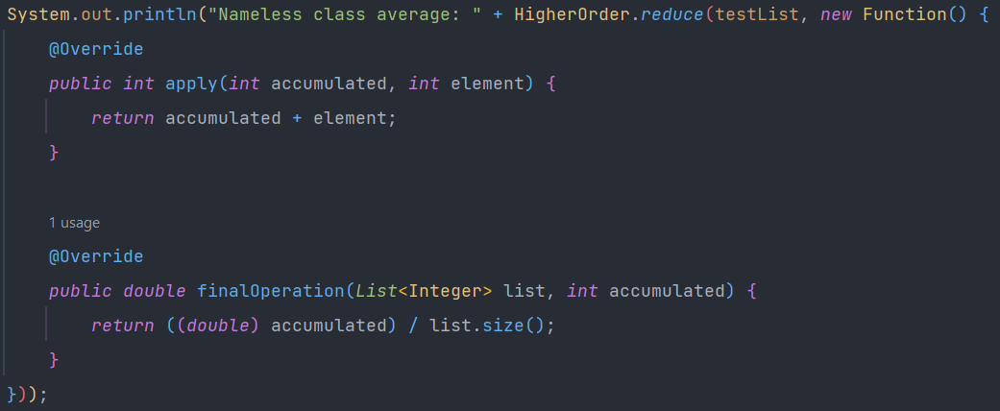 System.out.println("Nameless class average: " + HigherOrder.reduce(testList, new Function() {
@Override
public int apply(int accumulated, int element) {
return accumulated + element;
}
1 usage
@Override
public double finalOperation(List<Integer> list, int accumulated) {
return ((double) accumulated) / list.size();
}
}));